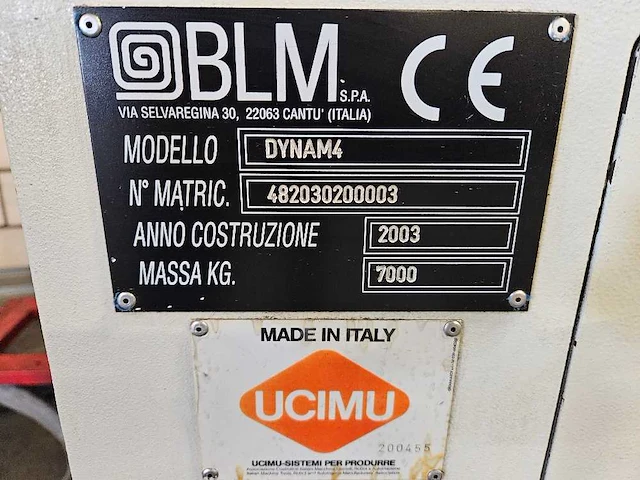 BLM S.P.A. CE
VIA SELVAREGINA 30, 22063 CANTU' (ITALIA)
MODELLO DYNAM4
N° MATRIC. 482030200003
ANNO COSTRUZIONE 2003
MASSA KG. 7000
MADE IN ITALY
UCIMU
200455
UCIMU-SISTEMI PER PRODURRE